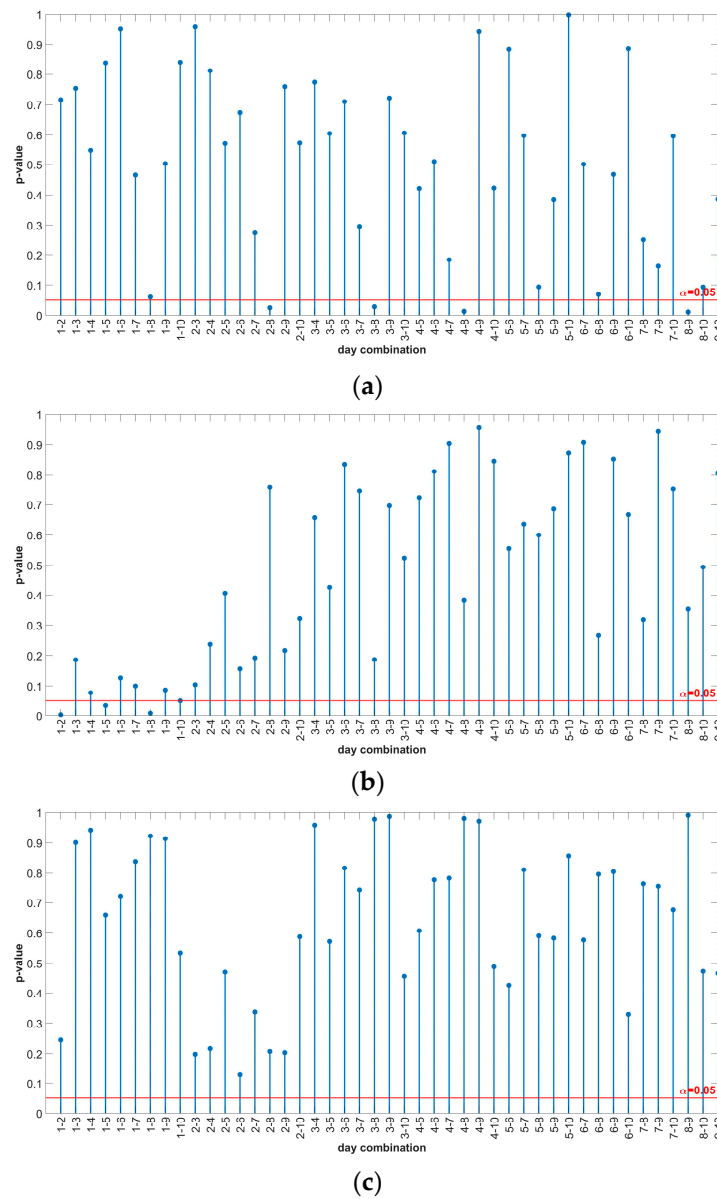 1
0.9
0.8
0.7
0.6
0.5
0.4
0.3
0.2
0.1
0
p-value
α=0.05
1-2 1-3 1-4 1-5 1-6 1-7 1-8 1-9 1-10 2-3 2-4 2-5 2-6 2-7 2-8 2-9 2-10 3-4 3-5 3-6 3-7 3-8 3-9 3-10 4-5 4-6 4-7 4-8 4-9 4-10 5-6 5-7 5-8 5-9 5-10 6-7 6-8 6-9 6-10 7-8 7-9 7-10 8-9 8-10
day combination
(a)
1
0.9
0.8
0.7
0.6
0.5
0.4
0.3
0.2
0.1
0
p-value
α=0.05
1-2 1-3 1-4 1-5 1-6 1-7 1-8 1-9 1-10 2-3 2-4 2-5 2-6 2-7 2-8 2-9 2-10 3-4 3-5 3-6 3-7 3-8 3-9 3-10 4-5 4-6 4-7 4-8 4-9 4-10 5-6 5-7 5-8 5-9 5-10 6-7 6-8 6-9 6-10 7-8 7-9 7-10 8-9 8-10
day combination
(b)
1
0.9
0.8
0.7
0.6
0.5
0.4
0.3
0.2
0.1
0
p-value
α=0.05
1-2 1-3 1-4 1-5 1-6 1-7 1-8 1-9 1-10 2-3 2-4 2-5 2-6 2-7 2-8 2-9 2-10 3-4 3-5 3-6 3-7 3-8 3-9 3-10 4-5 4-6 4-7 4-8 4-9 4-10 5-6 5-7 5-8 5-9 5-10 6-7 6-8 6-9 6-10 7-8 7-9 7-10 8-9 8-10
day combination
(c)